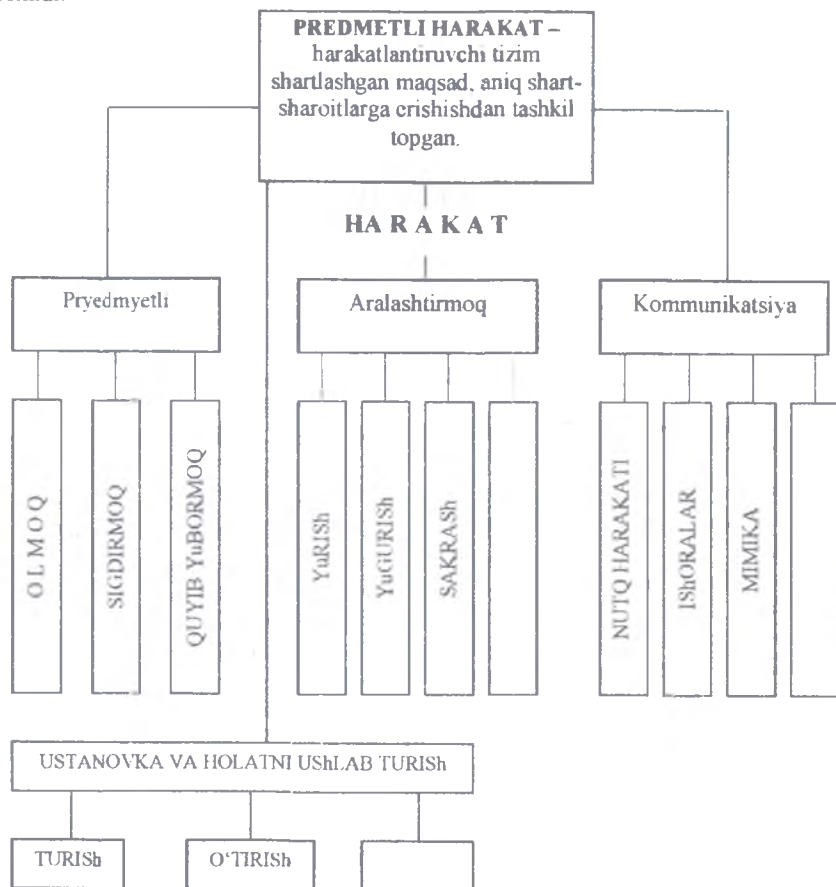 PREDMETLI HARAKAT –
harakatlantiruvchi tizim
shartlashgan maqsad, aniq shart-
sharoitlarga erishishdan tashkil
topgan.
HARAKAT
Pryedmyetli
Aralashtirmoq
Kommunikatsiya
OLMOQ
SIGDIRMOQ
QUYIB YuBORMOQ
YuRISh
YuGURISh
SAKRASh
NUTQ HARAKATI
IShORALAR
MIMIKA
USTANOVKA VA HOLATNI UShLAB TURISh
TURISh
O‘TIRISh